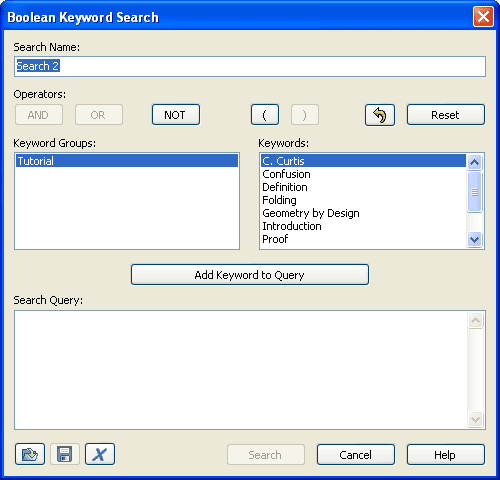 Boolean Keyword Search
Search Name:
Search 2
Operators:
AND OR NOT ( ) Reset
Keyword Groups: Keywords:
Tutorial C. Curtis
Confusion
Definition
Folding
Geometry by Design
Introduction
Proof
Add Keyword to Query
Search Query:
Search Cancel Help